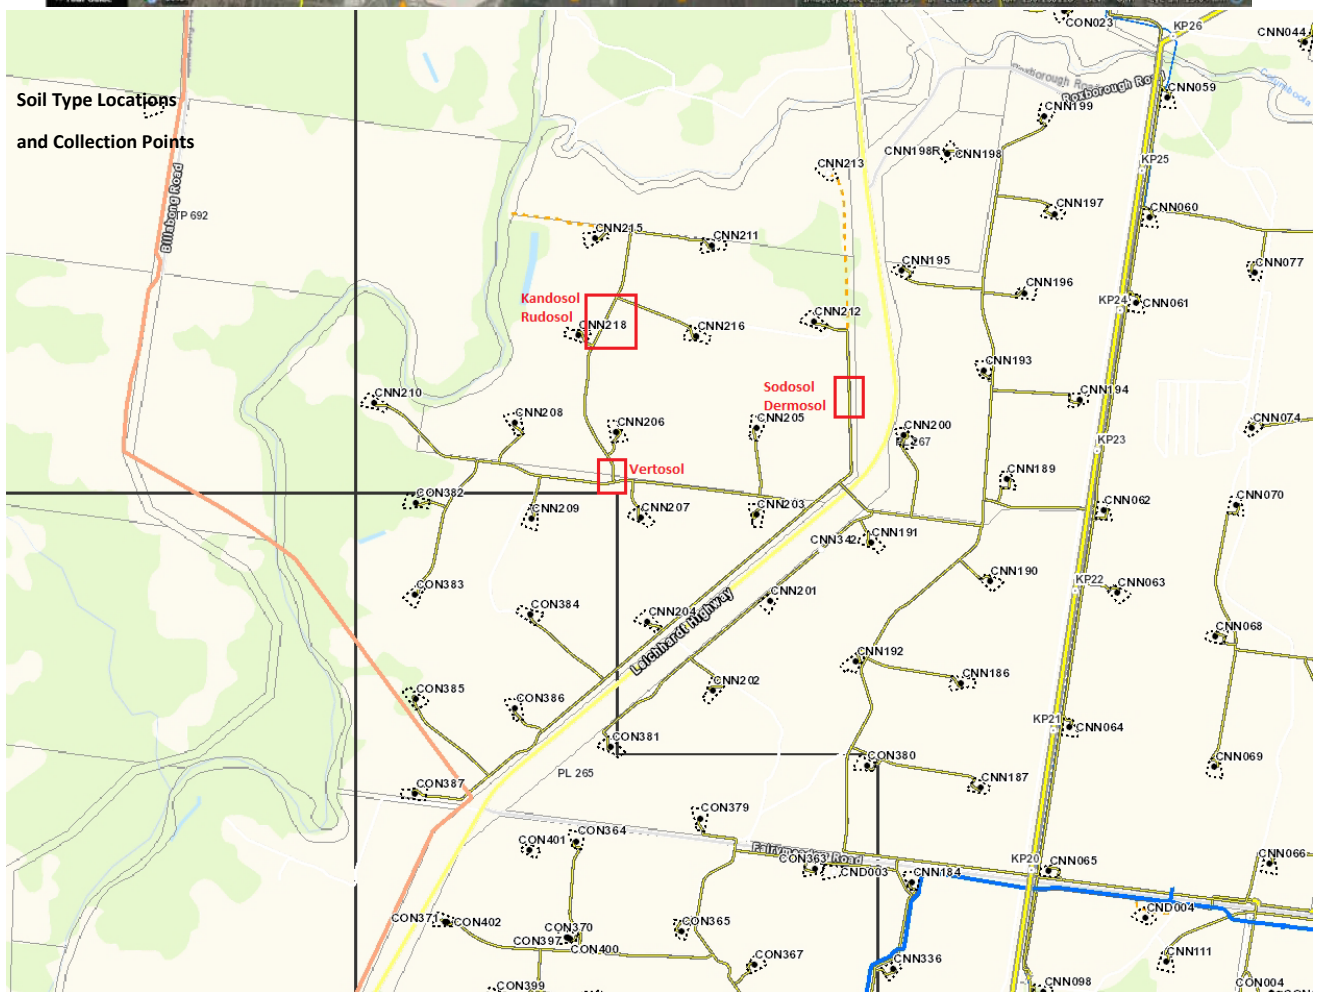 CON023
KP26
CNN044
Soil Type Locations
and Collection Points
Roxborough Road
CNN059
CNN199
CNN198R
CNN198
KP25
CNN213
Billabong Road
TP 692
CNN197
CNN060
CNN215
CNN211
CNN195
CNN077
CNN196
Kandosol
Rudosol
KP24
CNN061
CNN218
CNN216
CNN212
CNN193
Sodosol
Dermosol
CNN194
CNN210
CNN208
CNN206
CNN205
CNN200
CNN074
KP23
Vertosol
CNN189
CON382
CNN209
CNN207
CNN203
CNN062
CNN070
CNN342
CNN191
CON383
CNN190
KP22
CNN063
CON384
CNN204
CNN201
Leichhardt Highway
CNN068
CNN192
CON385
CON386
CNN202
CNN186
KP21
CNN064
CON381
PL 265
CON380
CNN069
CON387
CNN187
CON379
CON401
CON364
Fairymeadow Road
CON363
CND003
CNN184
KP20
CNN065
CNN066
CON371
CON402
CON370
CON397
CON400
CON365
CND004
CON367
CNN336
CNN111
CON399
CNN098
CON004